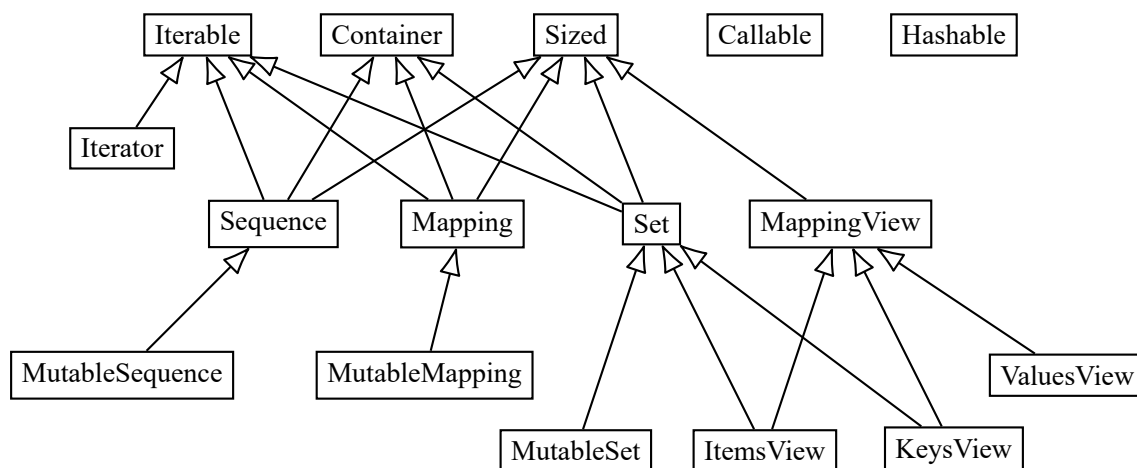 Iterable
Container
Sized
Callable
Hashable
Iterator
Sequence
Mapping
Set
MappingView
MutableSequence
MutableMapping
ValuesView
MutableSet
ItemsView
KeysView